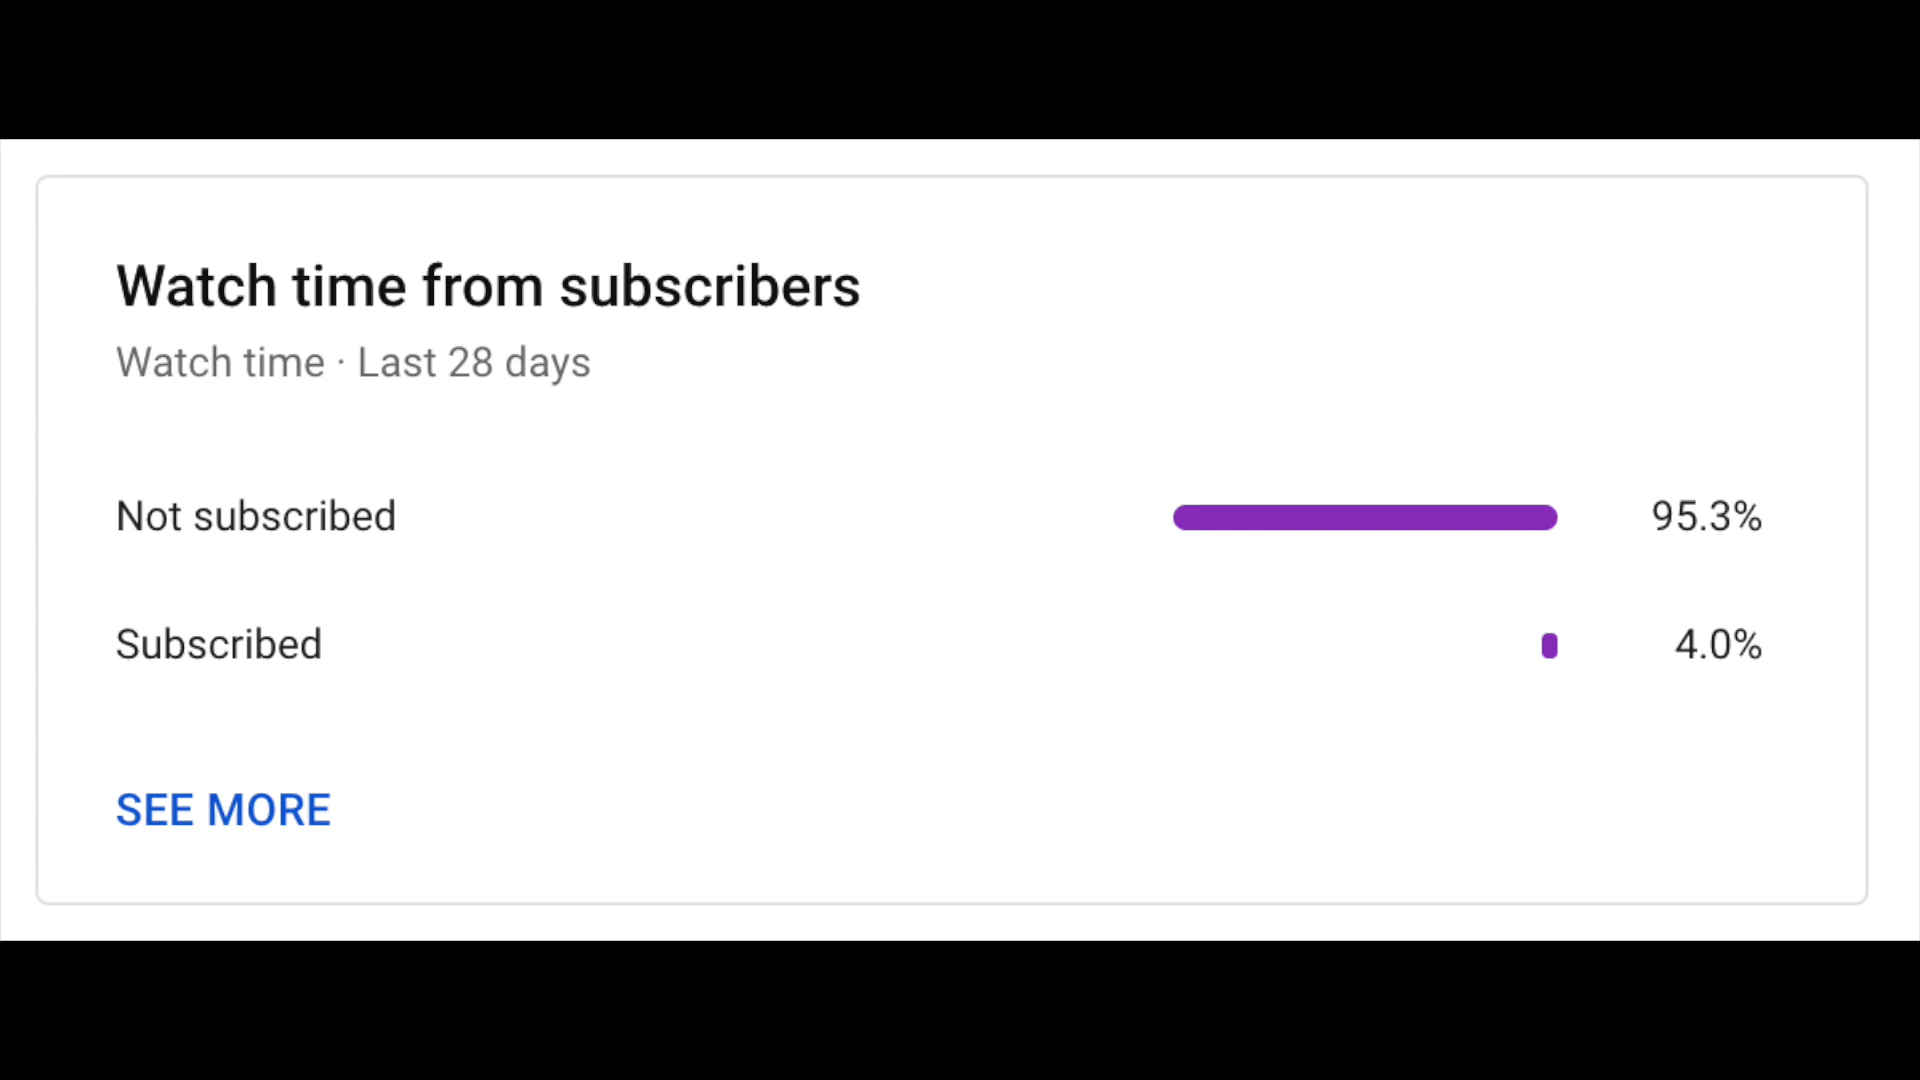 Watch time from subscribers
Watch time · Last 28 days
Not subscribed 95.3%
Subscribed 4.0%
SEE MORE